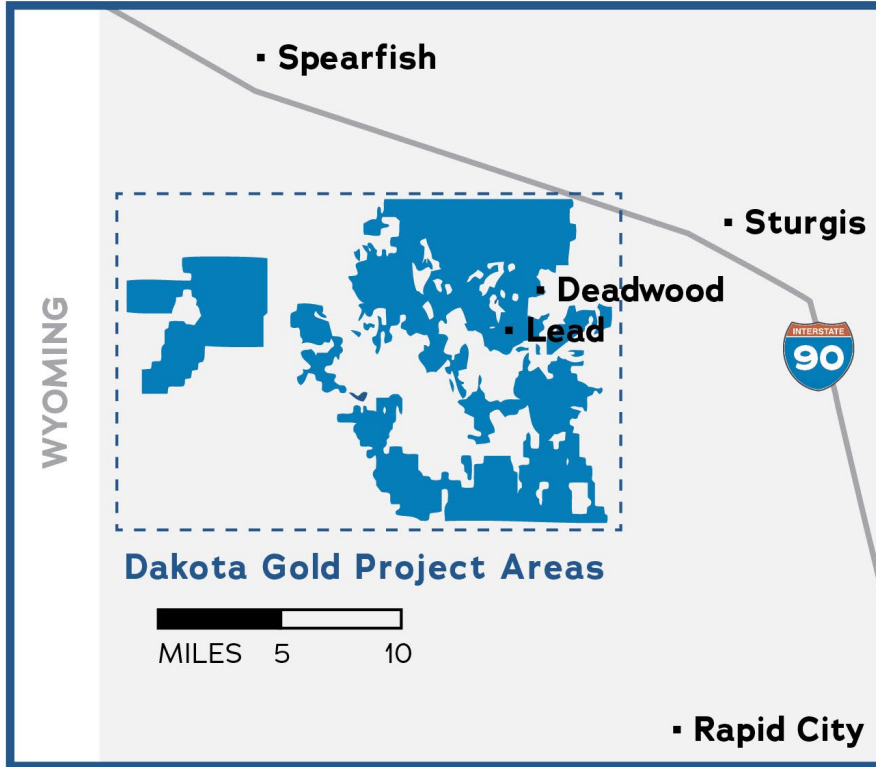 Spearfish
Sturgis
Deadwood
Lead
WYOMING
INTERSTATE
90
Dakota Gold Project Areas
MILES 5 10
Rapid City